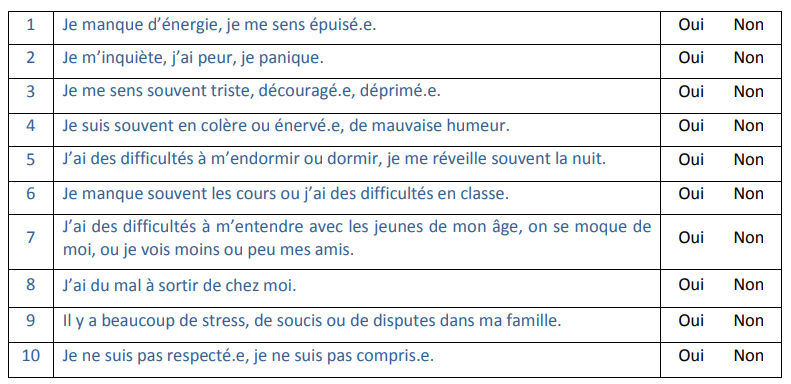 1 Je manque d’énergie, je me sens épuisé.e. Oui Non
2 Je m’inquiète, j’ai peur, je panique. Oui Non
3 Je me sens souvent triste, découragé.e, déprimé.e. Oui Non
4 Je suis souvent en colère ou énervé.e, de mauvaise humeur. Oui Non
5 J’ai des difficultés à m’endormir ou dormir, je me réveille souvent la nuit. Oui Non
6 Je manque souvent les cours ou j’ai des difficultés en classe. Oui Non
7 J’ai des difficultés à m’entendre avec les jeunes de mon âge, on se moque de
moi, ou je vois moins ou peu mes amis. Oui Non
8 J’ai du mal à sortir de chez moi. Oui Non
9 Il y a beaucoup de stress, de soucis ou de disputes dans ma famille. Oui Non
10 Je ne suis pas respecté.e, je ne suis pas compris.e. Oui Non